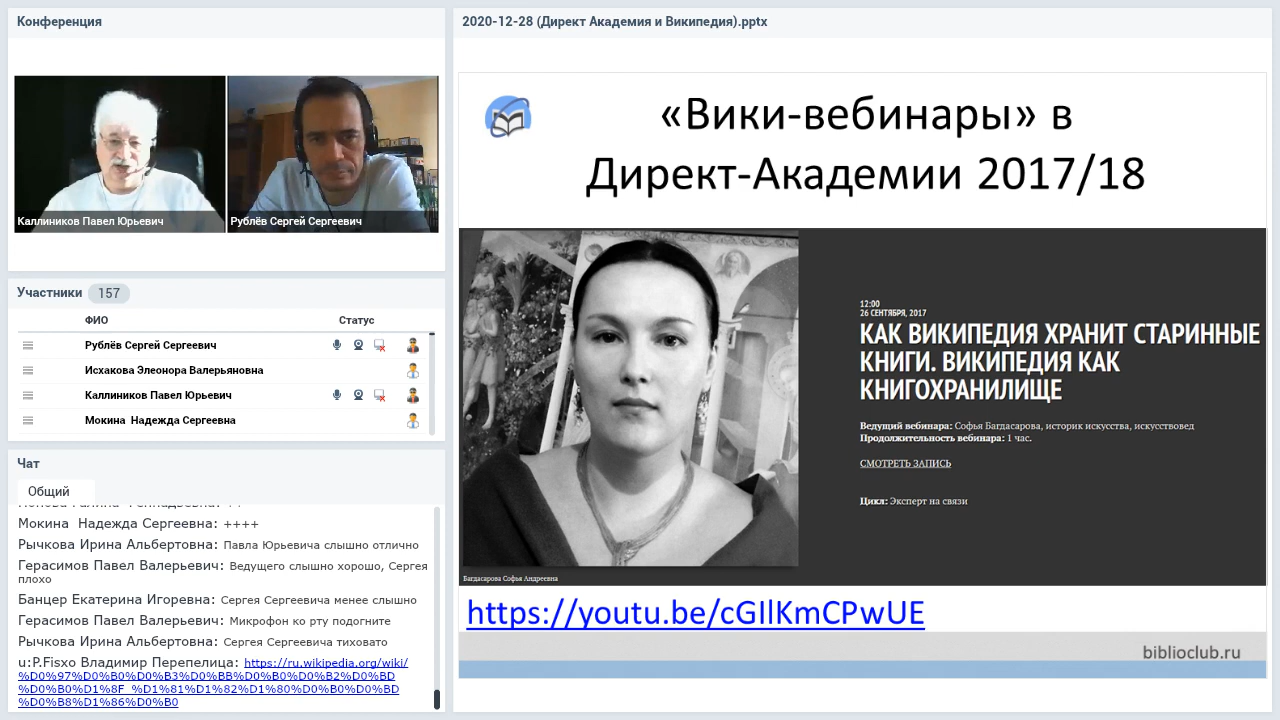 Конференция
Каллиников Павел Юрьевич
Рублёв Сергей Сергеевич
Участники 157
ФИО Статус
Рублёв Сергей Сергеевич
Исхакова Элеонора Валерьяновна
Каллиников Павел Юрьевич
Мокина Надежда Сергеевна
Чат
Общий
Мокина Надежда Сергеевна: ++++
Рычкова Ирина Альбертовна: Павла Юрьевича слышно отлично
Герасимов Павел Валерьевич: Ведущего слышно хорошо, Сергея
плохо
Банцер Екатерина Игоревна: Сергея Сергеевича менее слышно
Герасимов Павел Валерьевич: Микрофон ко рту подогните
Рычкова Ирина Альбертовна: Сергея Сергеевича тиховато
u:P.Fisxo Владимир Перепелица: https://ru.wikipedia.org/wiki/
%D0%97%D0%B0%D0%B3%D0%BB%D0%B0%D0%B2%D0%BD
%D0%B0%D1%8F_%D1%81%D1%82%D1%80%D0%B0%D0%BD
%D0%B8%D1%86%D0%B0
2020-12-28 (Директ Академия и Википедия).pptx
«Вики-вебинары» в
Директ-Академии 2017/18
12:00
26 СЕНТЯБРЯ, 2017
КАК ВИКИПЕДИЯ ХРАНИТ СТАРИННЫЕ
КНИГИ. ВИКИПЕДИЯ КАК
КНИГОХРАНИЛИЩЕ
Ведущий вебинара: Софья Багдасарова, историк искусства, искусствовед
Продолжительность вебинара: 1 час.
СМОТРЕТЬ ЗАПИСЬ
Цикл: Эксперт на связи
Багдасарова Софья Андреевна
https://youtu.be/cGIlKmCPwUE
biblioclub.ru